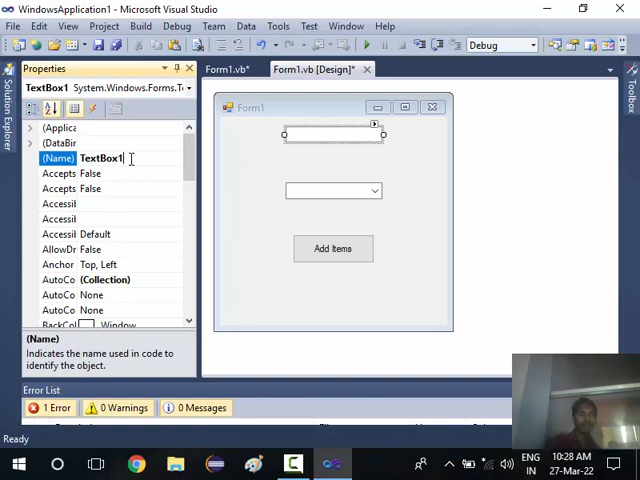 WindowsApplication1 - Microsoft Visual Studio
File Edit View Project Build Debug Team Data Tools Test Window Help
Debug
Properties
Form1.vb*
Form1.vb [Design]*
TextBox1 System.Windows.Forms.Te
(Applica
(DataBin
(Name) TextBox1
Accepts False
Accepts False
Accessil
Accessil
Accessil Default
AllowDr False
Anchor Top, Left
AutoCo (Collection)
AutoCo None
AutoCo None
BackCol Window
(Name)
Indicates the name used in code to
identify the object.
Form1
Add Items
Solution Explorer
Toolbox
Error List
1 Error 0 Warnings 0 Messages
Ready
ENG
IN
10:28 AM
27-Mar-22